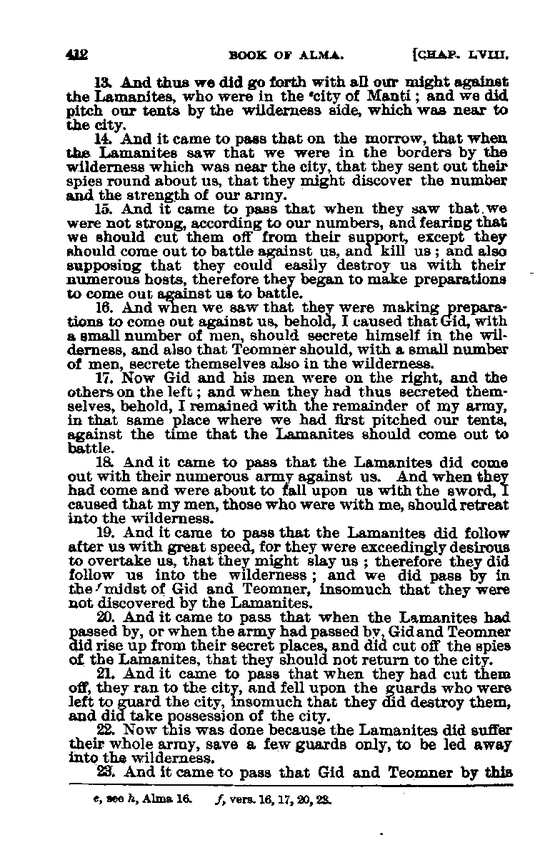 412 BOOK OF ALMA. [CHAP. LVIII.
13. And thus we did go forth with all our might against
the Lamanites, who were in the ᵉcity of Manti; and we did
pitch our tents by the wilderness side, which was near to
the city.
14. And it came to pass that on the morrow, that when
the Lamanites saw that we were in the borders by the
wilderness which was near the city, that they sent out their
spies round about us, that they might discover the number
and the strength of our army.
15. And it came to pass that when they saw that we
were not strong, according to our numbers, and fearing that
we should cut them off from their support, except they
should come out to battle against us, and kill us; and also
supposing that they could easily destroy us with their
numerous hosts, therefore they began to make preparations
to come out against us to battle.
16. And when we saw that they were making prepara-
tions to come out against us, behold, I caused that Gid, with
a small number of men, should secrete himself in the wil-
derness, and also that Teomner should, with a small number
of men, secrete themselves also in the wilderness.
17. Now Gid and his men were on the right, and the
others on the left; and when they had thus secreted them-
selves, behold, I remained with the remainder of my army,
in that same place where we had first pitched our tents,
against the time that the Lamanites should come out to
battle.
18. And it came to pass that the Lamanites did come
out with their numerous army against us. And when they
had come and were about to fall upon us with the sword, I
caused that my men, those who were with me, should retreat
into the wilderness.
19. And it came to pass that the Lamanites did follow
after us with great speed, for they were exceedingly desirous
to overtake us, that they might slay us; therefore they did
follow us into the wilderness; and we did pass by in
the ᶠmidst of Gid and Teomner, insomuch that they were
not discovered by the Lamanites.
20. And it came to pass that when the Lamanites had
passed by, or when the army had passed by, Gid and Teomner
did rise up from their secret places, and did cut off the spies
of the Lamanites, that they should not return to the city.
21. And it came to pass that when they had cut them
off, they ran to the city, and fell upon the guards who were
left to guard the city, insomuch that they did destroy them,
and did take possession of the city.
22. Now this was done because the Lamanites did suffer
their whole army, save a few guards only, to be led away
into the wilderness.
23. And it came to pass that Gid and Teomner by this
e, see h, Alma 16. f, vers. 16, 17, 20, 23.